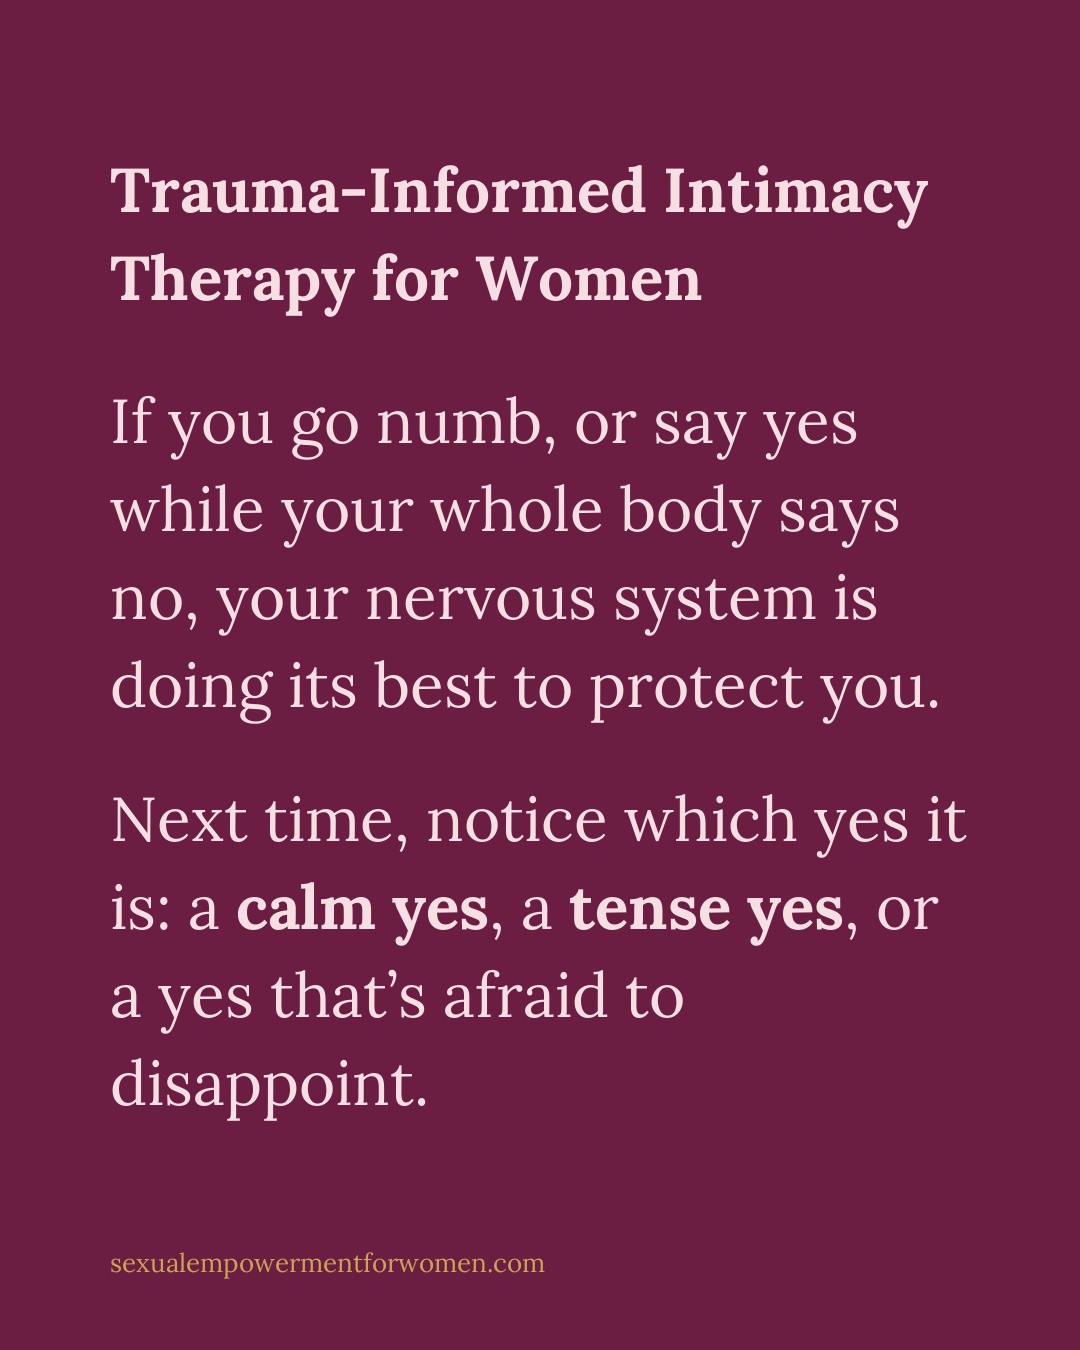 Trauma-Informed Intimacy
Therapy for Women
If you go numb, or say yes
while your whole body says
no, your nervous system is
doing its best to protect you.
Next time, notice which yes it
is: a calm yes, a tense yes, or
a yes that’s afraid to
disappoint.
sexualempowermentforwomen.com